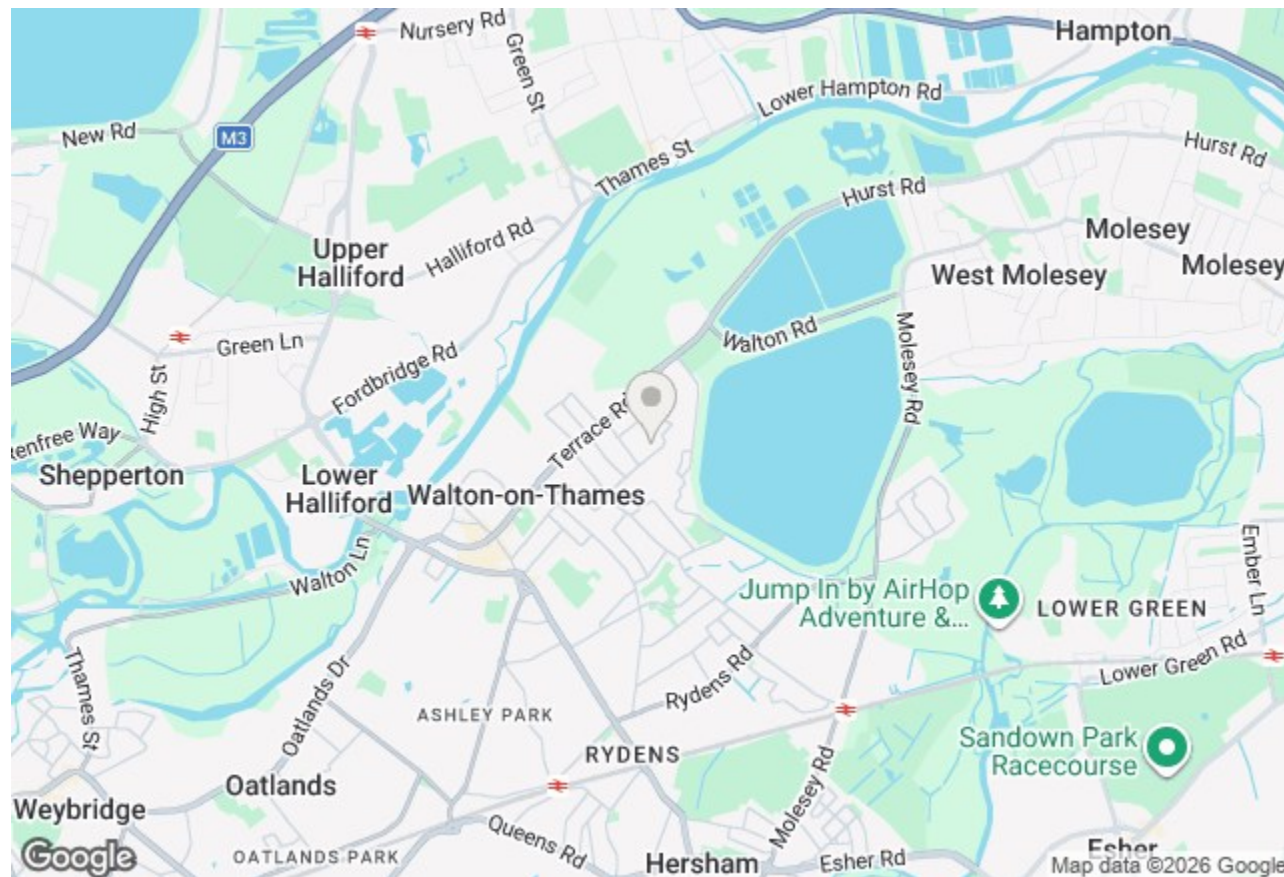 Hampton
Nursery Rd
Green St
Lower Hampton Rd
New Rd
M3
Thames St
Hurst Rd
Hurst Rd
Upper
Halliford
Halliford Rd
Molesey
Molesey
West Molesey
Green Ln
Walton Rd
Molesey Rd
High St
Fordbridge Rd
Terrace Rd
Renfree Way
Shepperton
Lower
Halliford
Walton-on-Thames
Walton Ln
Ember Ln
Jump In by AirHop
Adventure &...
LOWER GREEN
Lower Green Rd
Thames St
Oatlands Dr
Rydens Rd
ASHLEY PARK
RYDENS
Sandown Park
Racecourse
Molesey Rd
Oatlands
Weybridge
Queens Rd
OATLANDS PARK
Hersham
Esher Rd
Esher
Google
Map data ©2026 Google